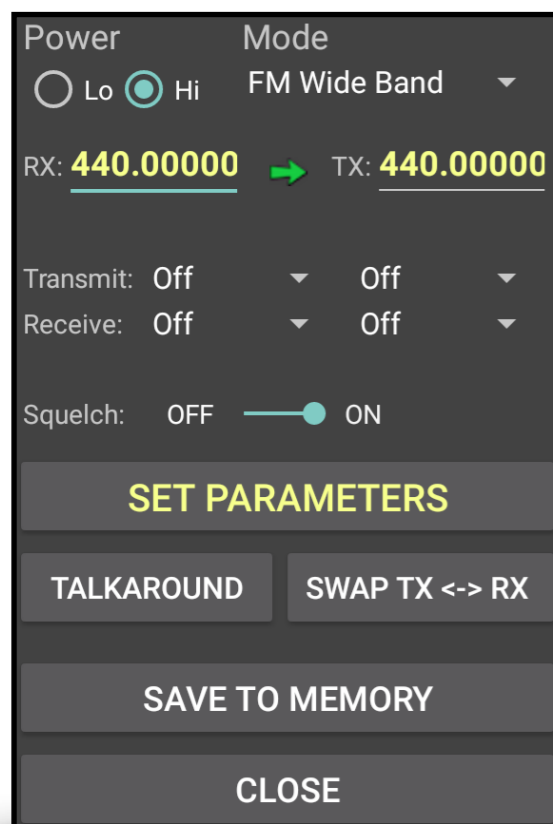 Power Mode
Lo Hi FM Wide Band
RX: 440.00000 TX: 440.00000
Transmit: Off Off
Receive: Off Off
Squelch: OFF ON
SET PARAMETERS
TALKAROUND SWAP TX <-> RX
SAVE TO MEMORY
CLOSE